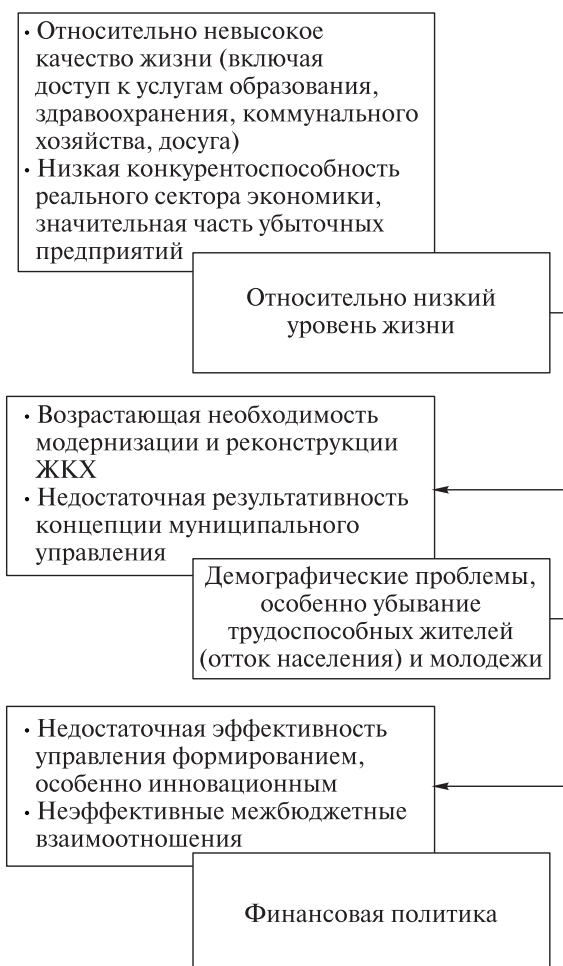 · Относительно невысокое
качество жизни (включая
доступ к услугам образования,
здравоохранения, коммунального
хозяйства, досуга)
· Низкая конкурентоспособность
реального сектора экономики,
значительная часть убыточных
предприятий
Относительно низкий
уровень жизни
· Возрастающая необходимость
модернизации и реконструкции
ЖКХ
· Недостаточная результативность
концепции муниципального
управления
Демографические проблемы,
особенно убывание
трудоспособных жителей
(отток населения) и молодежи
· Недостаточная эффективность
управления формированием,
особенно инновационным
· Неэффективные межбюджетные
взаимоотношения
Финансовая политика